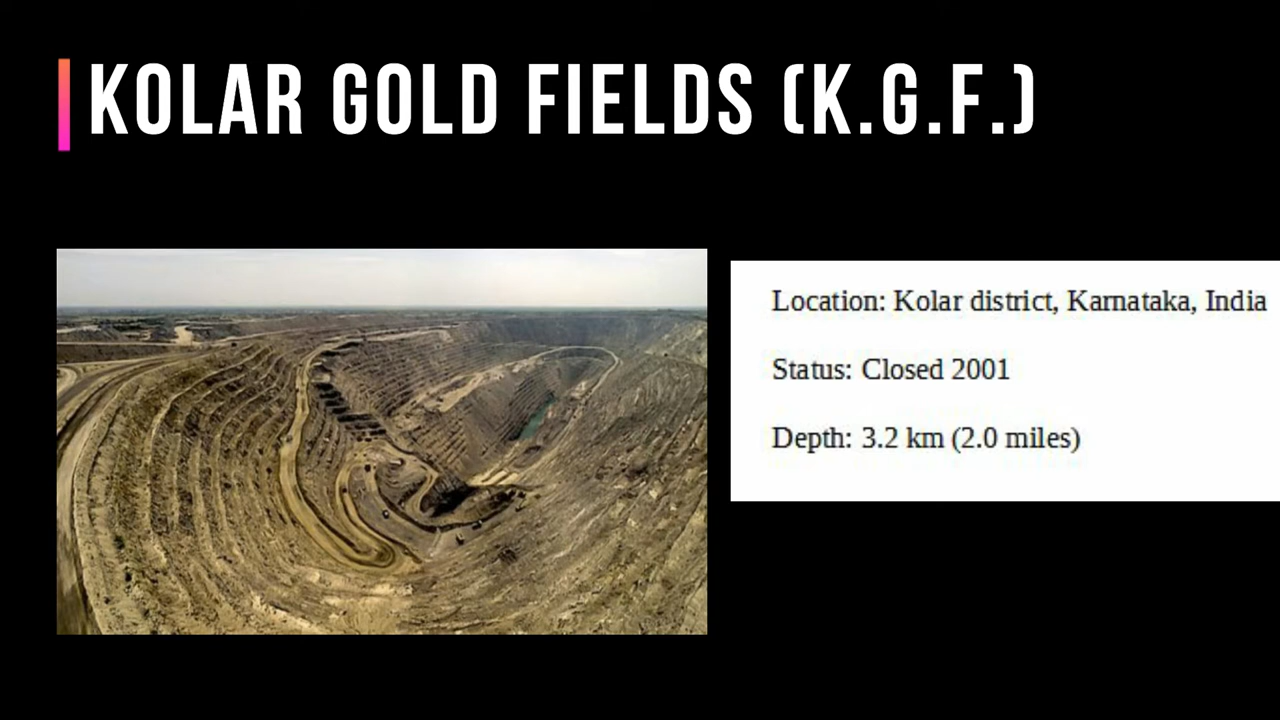 KOLAR GOLD FIELDS (K.G.F.)
Location: Kolar district, Karnataka, India
Status: Closed 2001
Depth: 3.2 km (2.0 miles)